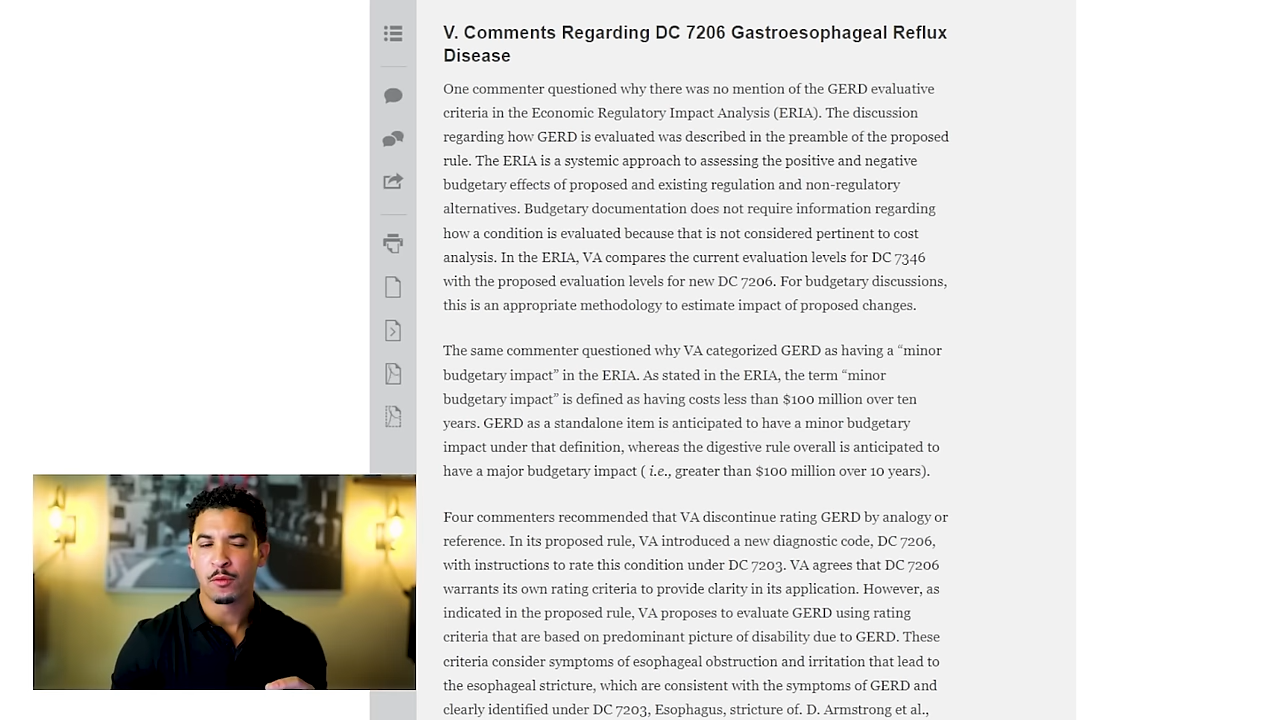 V. Comments Regarding DC 7206 Gastroesophageal Reflux
Disease
One commenter questioned why there was no mention of the GERD evaluative
criteria in the Economic Regulatory Impact Analysis (ERIA). The discussion
regarding how GERD is evaluated was described in the preamble of the proposed
rule. The ERIA is a systemic approach to assessing the positive and negative
budgetary effects of proposed and existing regulation and non-regulatory
alternatives. Budgetary documentation does not require information regarding
how a condition is evaluated because that is not considered pertinent to cost
analysis. In the ERIA, VA compares the current evaluation levels for DC 7346
with the proposed evaluation levels for new DC 7206. For budgetary discussions,
this is an appropriate methodology to estimate impact of proposed changes.
The same commenter questioned why VA categorized GERD as having a “minor
budgetary impact” in the ERIA. As stated in the ERIA, the term “minor
budgetary impact” is defined as having costs less than $100 million over ten
years. GERD as a standalone item is anticipated to have a minor budgetary
impact under that definition, whereas the digestive rule overall is anticipated to
have a major budgetary impact ( i.e., greater than $100 million over 10 years).
Four commenters recommended that VA discontinue rating GERD by analogy or
reference. In its proposed rule, VA introduced a new diagnostic code, DC 7206,
with instructions to rate this condition under DC 7203. VA agrees that DC 7206
warrants its own rating criteria to provide clarity in its application. However, as
indicated in the proposed rule, VA proposes to evaluate GERD using rating
criteria that are based on predominant picture of disability due to GERD. These
criteria consider symptoms of esophageal obstruction and irritation that lead to
the esophageal stricture, which are consistent with the symptoms of GERD and
clearly identified under DC 7203, Esophagus, stricture of. D. Armstrong et al.,